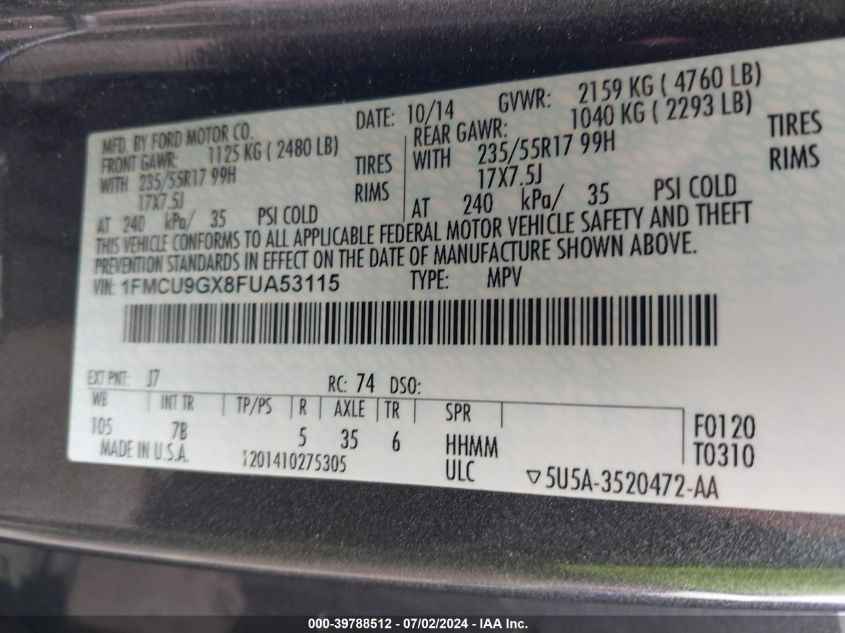 MFD. BY FORD MOTOR CO.
DATE: 10/14 GVWR: 2159 KG ( 4760 LB)
FRONT GAWR: 1125 KG ( 2480 LB)
REAR GAWR: 1040 KG ( 2293 LB)
WITH 235/55R17 99H TIRES
WITH 235/55R17 99H TIRES
17X7.5J RIMS
17X7.5J RIMS
AT 240 kPa/ 35 PSI COLD
AT 240 kPa/ 35 PSI COLD
THIS VEHICLE CONFORMS TO ALL APPLICABLE FEDERAL MOTOR VEHICLE SAFETY AND THEFT
PREVENTION STANDARDS IN EFFECT ON THE DATE OF MANUFACTURE SHOWN ABOVE.
VIN: 1FMCU9GX8FUA53115 TYPE: MPV
EXT PNT: J7 RC: 74 DSO:
WB INT TR TP/PS R AXLE TR SPR
105 7B 5 35 6 HHMM F0120
MADE IN U.S.A. T201410275305 ULC T0310
▽5U5A-3520472-AA
000-39788512 - 07/02/2024 - IAA Inc.